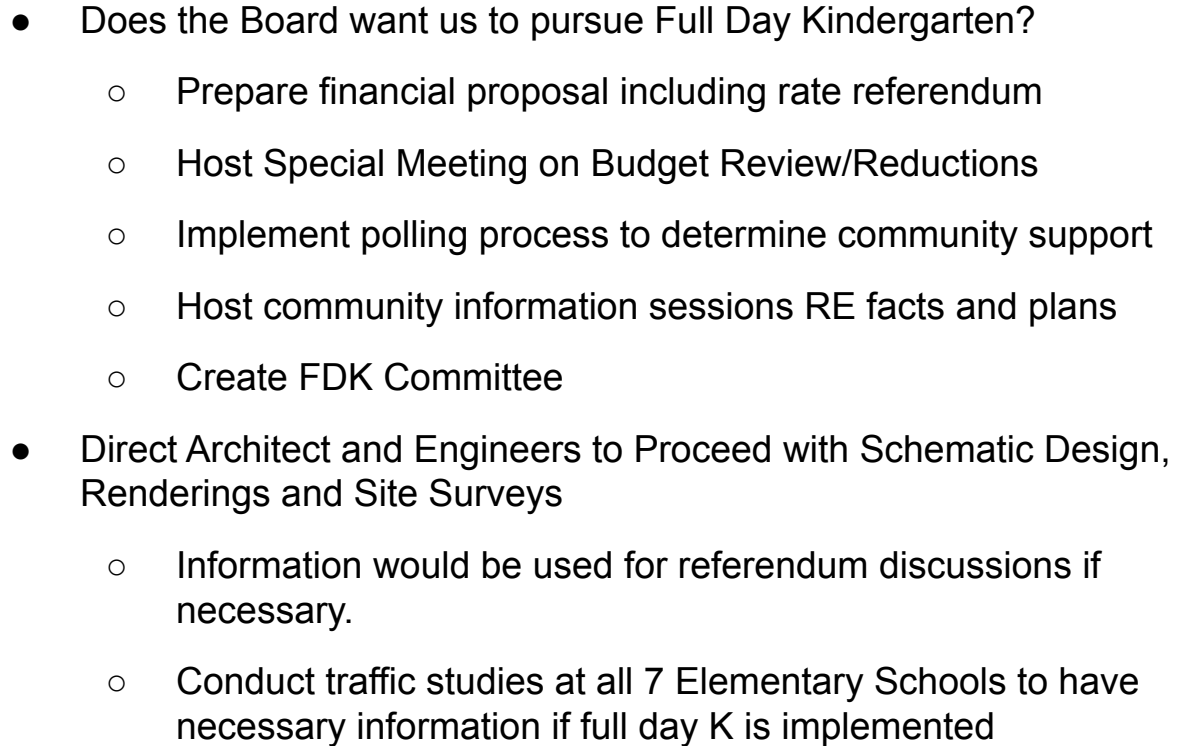 ● Does the Board want us to pursue Full Day Kindergarten?
○ Prepare financial proposal including rate referendum
○ Host Special Meeting on Budget Review/Reductions
○ Implement polling process to determine community support
○ Host community information sessions RE facts and plans
○ Create FDK Committee
● Direct Architect and Engineers to Proceed with Schematic Design,
Renderings and Site Surveys
○ Information would be used for referendum discussions if
necessary.
○ Conduct traffic studies at all 7 Elementary Schools to have
necessary information if full day K is implemented